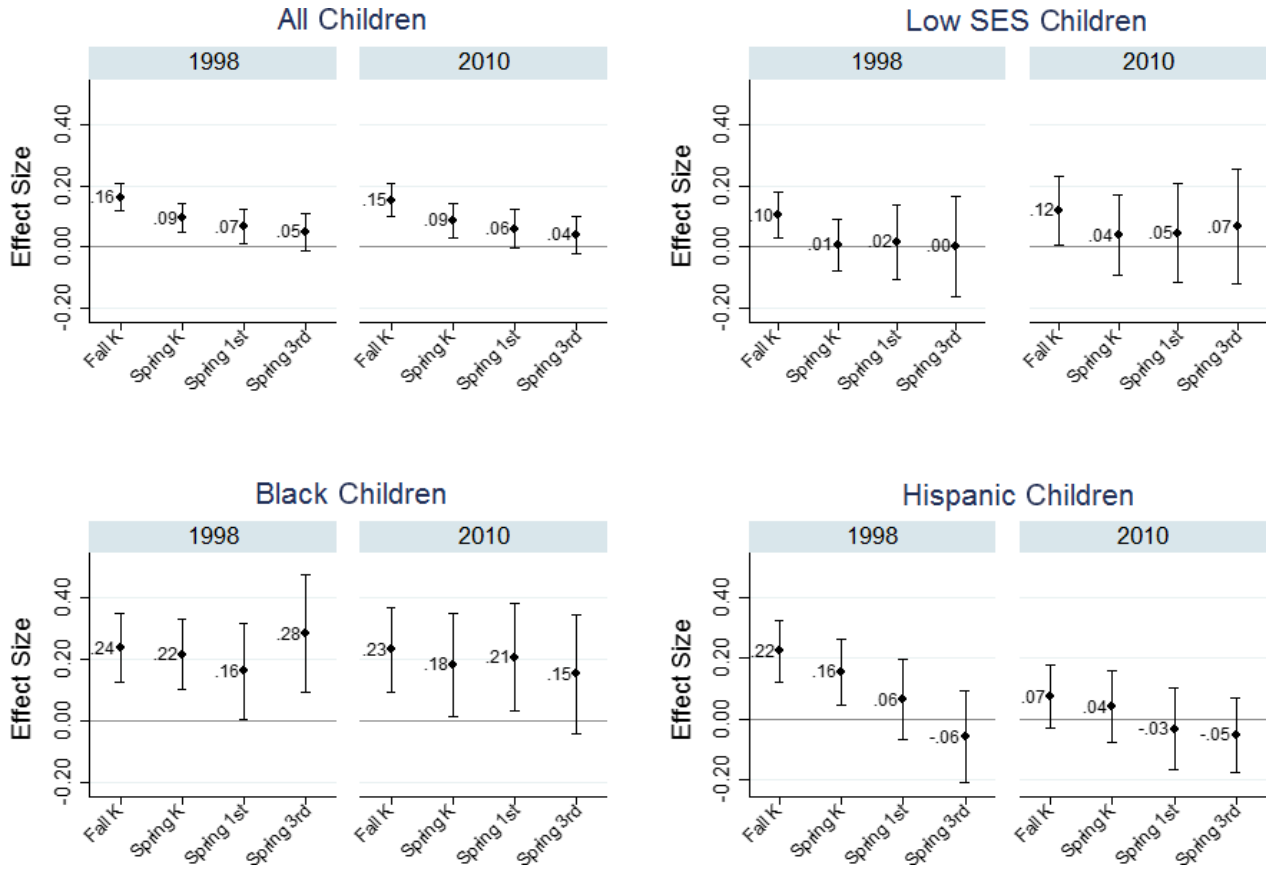 All Children
1998
2010
Effect Size
0.40
0.20
0.00
-0.20
.16
.09
.07
.05
.15
.09
.06
.04
Fall K
Spring K
Spring 1st
Spring 3rd
Fall K
Spring K
Spring 1st
Spring 3rd
Low SES Children
1998
2010
Effect Size
0.40
0.20
0.00
-0.20
.10
.01
.02
.00
.12
.04
.05
.07
Fall K
Spring K
Spring 1st
Spring 3rd
Fall K
Spring K
Spring 1st
Spring 3rd
Black Children
1998
2010
Effect Size
0.40
0.20
0.00
-0.20
.24
.22
.16
.28
.23
.18
.21
.15
Fall K
Spring K
Spring 1st
Spring 3rd
Fall K
Spring K
Spring 1st
Spring 3rd
Hispanic Children
1998
2010
Effect Size
0.40
0.20
0.00
-0.20
.22
.16
.06
-.06
.07
.04
-.03
-.05
Fall K
Spring K
Spring 1st
Spring 3rd
Fall K
Spring K
Spring 1st
Spring 3rd